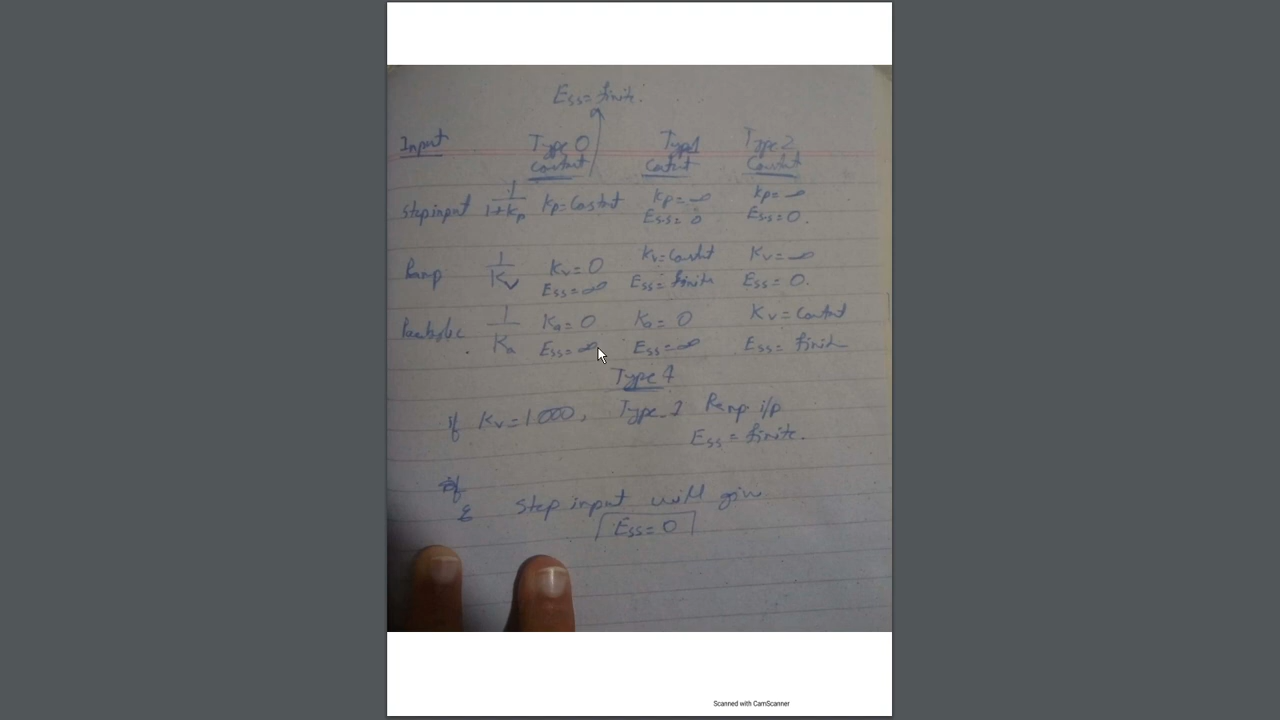 Ess = finite.
Input Type 0 Type 1 Type 2
Constant Constant Constant
Step input 1/1+Kp Kp = Constant Kp = ∞ Kp = ∞
Ess = 0 Ess = 0.
Ramp 1/Kv Kv = 0 Kv = Constant Kv = ∞
Ess = ∞ Ess = finite Ess = 0.
Parabolic 1/Ka Ka = 0 Ka = 0 Kv = Constant
Ess = ∞ Ess = ∞ Ess = finite
Type 1
if Kv = 1000, Type-1 Ramp i/p
Ess = finite.
if
& Step input will give
Ess = 0
Scanned with CamScanner